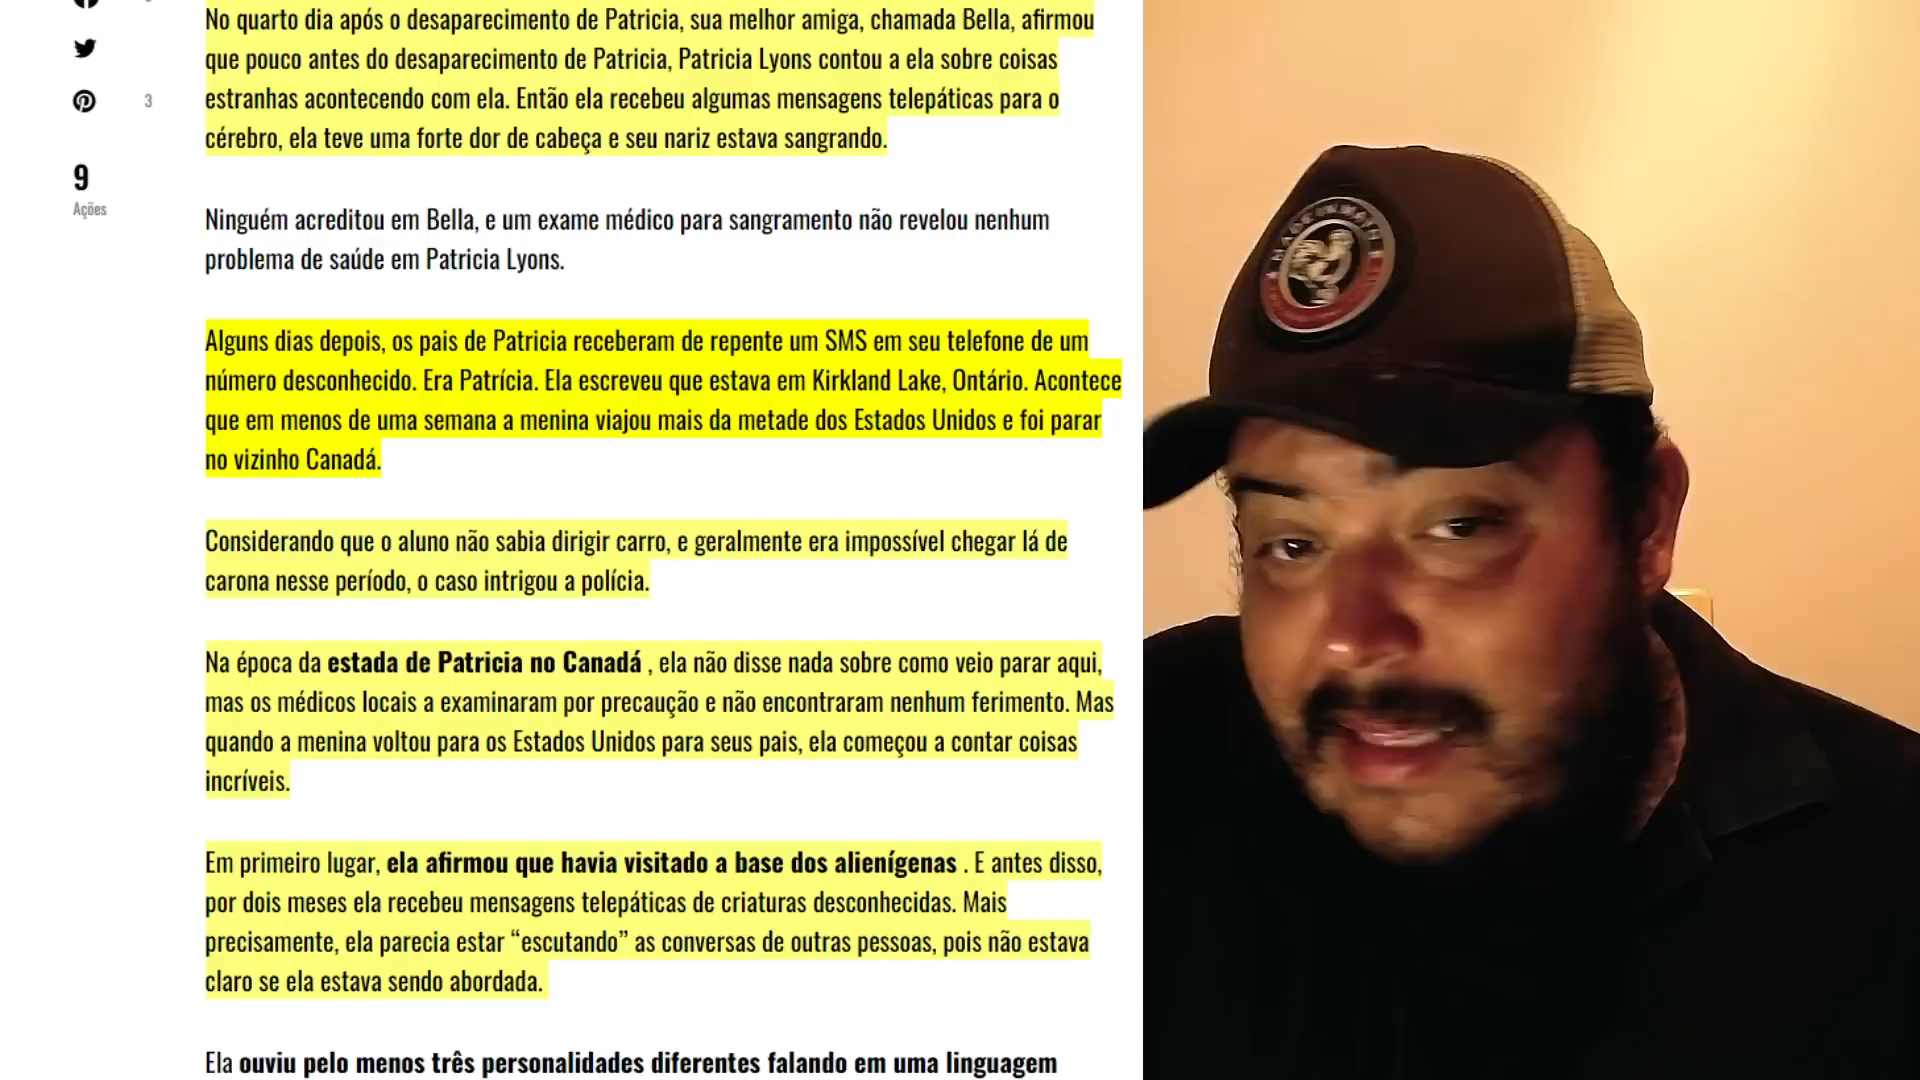 No quarto dia após o desaparecimento de Patricia, sua melhor amiga, chamada Bella, afirmou
que pouco antes do desaparecimento de Patricia, Patricia Lyons contou a ela sobre coisas
estranhas acontecendo com ela. Então ela recebeu algumas mensagens telepáticas para o
cérebro, ela teve uma forte dor de cabeça e seu nariz estava sangrando.
3
9
Ações
Ninguém acreditou em Bella, e um exame médico para sangramento não revelou nenhum
problema de saúde em Patricia Lyons.
Alguns dias depois, os pais de Patricia receberam de repente um SMS em seu telefone de um
número desconhecido. Era Patrícia. Ela escreveu que estava em Kirkland Lake, Ontário. Acontece
que em menos de uma semana a menina viajou mais da metade dos Estados Unidos e foi parar
no vizinho Canadá.
Considerando que o aluno não sabia dirigir carro, e geralmente era impossível chegar lá de
carona nesse período, o caso intrigou a polícia.
Na época da estada de Patricia no Canadá , ela não disse nada sobre como veio parar aqui,
mas os médicos locais a examinaram por precaução e não encontraram nenhum ferimento. Mas
quando a menina voltou para os Estados Unidos para seus pais, ela começou a contar coisas
incríveis.
Em primeiro lugar, ela afirmou que havia visitado a base dos alienígenas . E antes disso,
por dois meses ela recebeu mensagens telepáticas de criaturas desconhecidas. Mais
precisamente, ela parecia estar “escutando” as conversas de outras pessoas, pois não estava
claro se ela estava sendo abordada.
Ela ouviu pelo menos três personalidades diferentes falando em uma linguagem